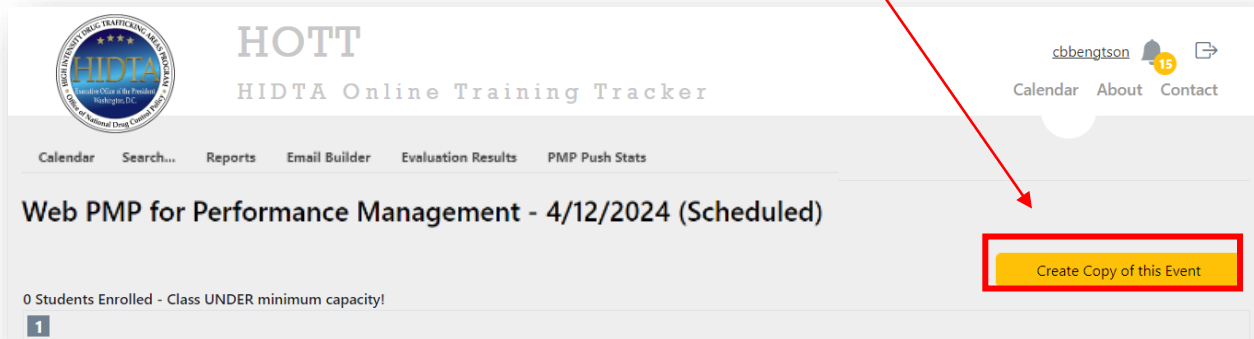 HIGH INTENSITY DRUG TRAFFICKING AREAS PROGRAM
HIDTA
Executive Office of the President
Washington, D.C.
Office of National Drug Control Policy
HOTT
HIDTA Online Training Tracker
cbbengtson
15
Calendar About Contact
Calendar Search... Reports Email Builder Evaluation Results PMP Push Stats
Web PMP for Performance Management - 4/12/2024 (Scheduled)
Create Copy of this Event
0 Students Enrolled - Class UNDER minimum capacity!
1